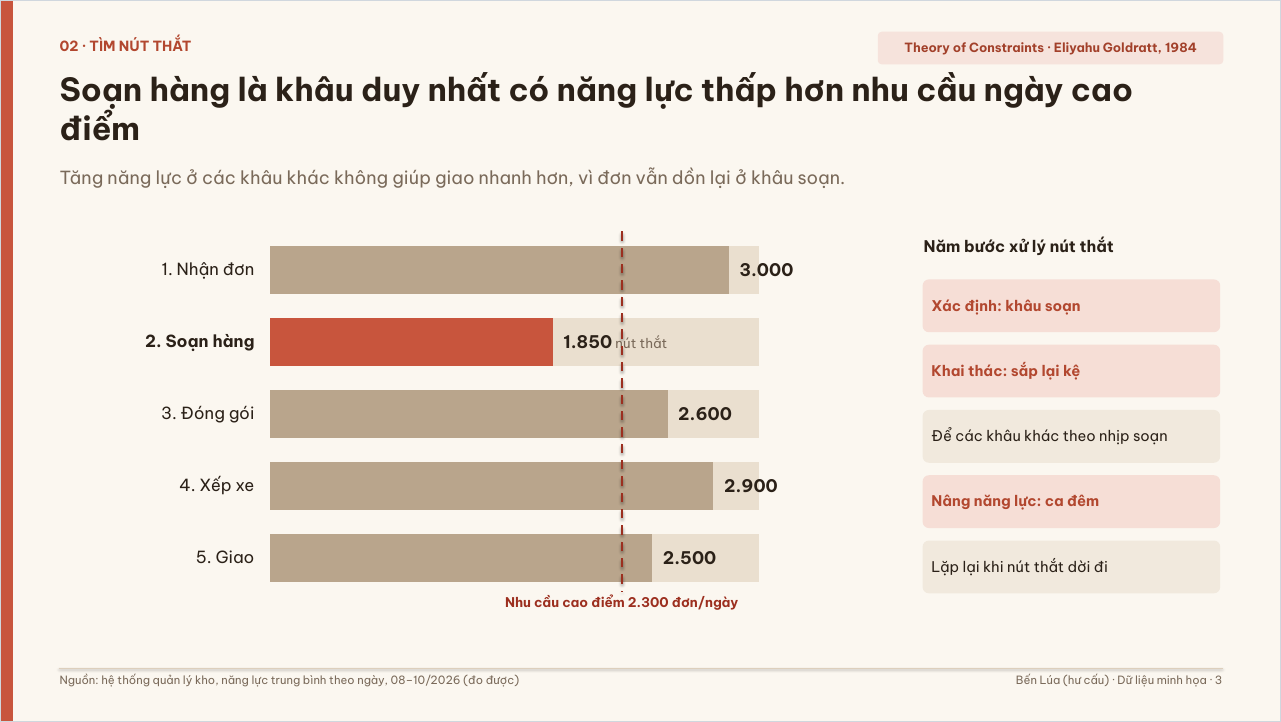 02 · TÌM NÚT THẮT
Theory of Constraints · Eliyahu Goldratt, 1984
Soạn hàng là khâu duy nhất có năng lực thấp hơn nhu cầu ngày cao
điểm
Tăng năng lực ở các khâu khác không giúp giao nhanh hơn, vì đơn vẫn dồn lại ở khâu soạn.
1. Nhận đơn 3.000
2. Soạn hàng 1.850 nút thắt
3. Đóng gói 2.600
4. Xếp xe 2.900
5. Giao 2.500
Nhu cầu cao điểm 2.300 đơn/ngày
Năm bước xử lý nút thắt
Xác định: khâu soạn
Khai thác: sắp lại kệ
Để các khâu khác theo nhịp soạn
Nâng năng lực: ca đêm
Lặp lại khi nút thắt dời đi
Nguồn: hệ thống quản lý kho, năng lực trung bình theo ngày, 08–10/2026 (đo được)
Bến Lúa (hư cấu) · Dữ liệu minh họa · 3